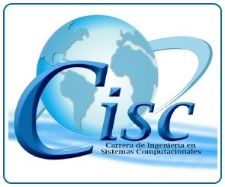 Cisc
Carrera de Ingeniería en
Sistemas Computacionales